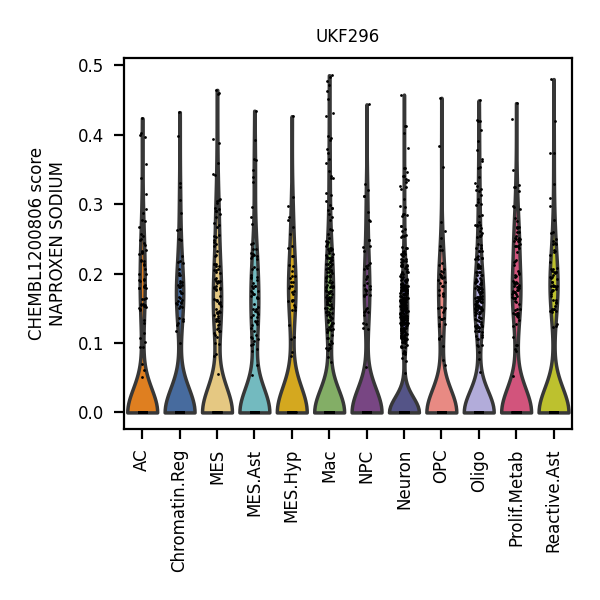 UKF296
CHEMBL1200806 score
NAPROXEN SODIUM
0.5
0.4
0.3
0.2
0.1
0.0
AC
Chromatin.Reg
MES
MES.Ast
MES.Hyp
Mac
NPC
Neuron
OPC
Oligo
Prolif.Metab
Reactive.Ast